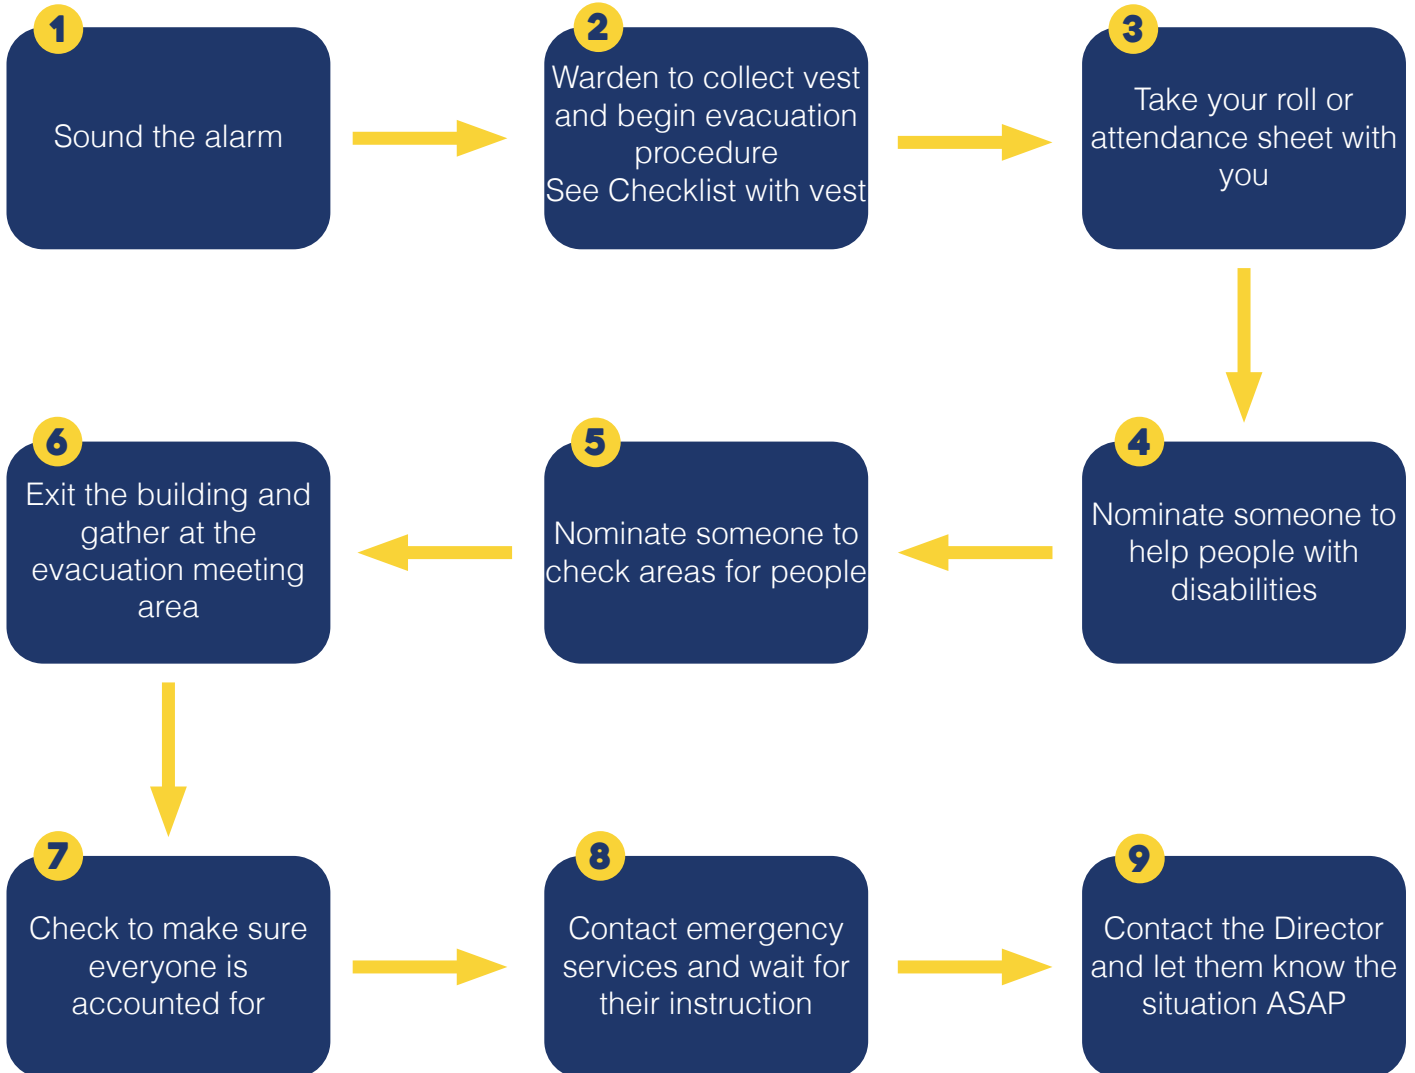 1
Sound the alarm
2
Warden to collect vest
and begin evacuation
procedure
See Checklist with vest
3
Take your roll or
attendance sheet with
you
4
Nominate someone to
help people with
disabilities
5
Nominate someone to
check areas for people
6
Exit the building and
gather at the
evacuation meeting
area
7
Check to make sure
everyone is
accounted for
8
Contact emergency
services and wait for
their instruction
9
Contact the Director
and let them know the
situation ASAP